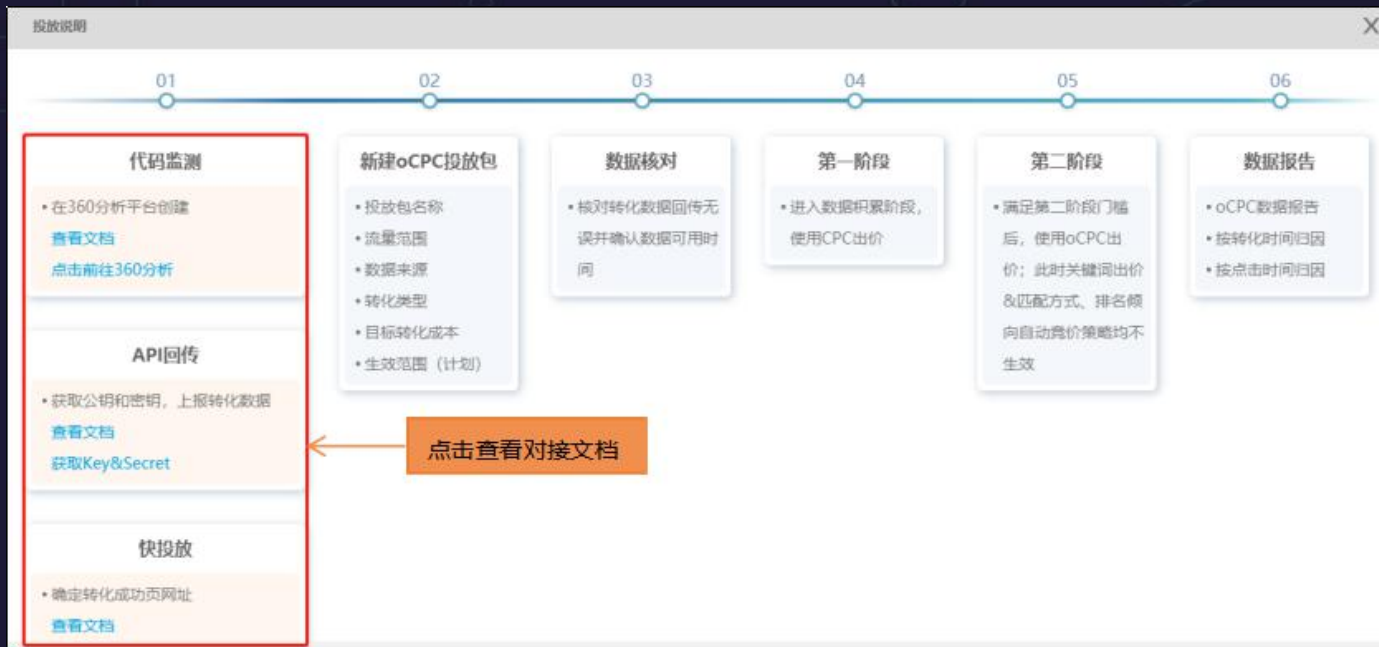 投放说明
X
01
02
03
04
05
06
代码监测
• 在360分析平台创建
查看文档
点击前往360分析
API回传
• 获取公钥和密钥，上报转化数据
查看文档
获取Key&Secret
快投放
• 确定转化成功页网址
查看文档
新建oCPC投放包
• 投放包名称
• 流量范围
• 数据来源
• 转化类型
• 目标转化成本
• 生效范围（计划）
数据核对
• 核对转化数据回传无
误并确认数据可用时
间
第一阶段
• 进入数据积累阶段，
使用CPC出价
第二阶段
• 满足第二阶段门槛
后，使用oCPC出
价；此时关键词出价
&匹配方式、排名倾
向自动竞价策略均不
生效
数据报告
• oCPC数据报告
• 按转化时间归因
• 按点击时间归因
点击查看对接文档